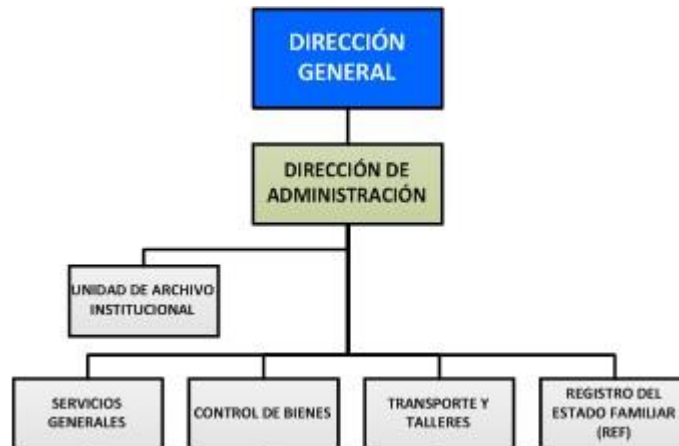 DIRECCIÓN
GENERAL
DIRECCIÓN DE
ADMINISTRACIÓN
UNIDAD DE ARCHIVO
INSTITUCIONAL
SERVICIOS
GENERALES
CONTROL DE BIENES
TRANSPORTE Y
TALLERES
REGISTRO DEL
ESTADO FAMILIAR
(REF)